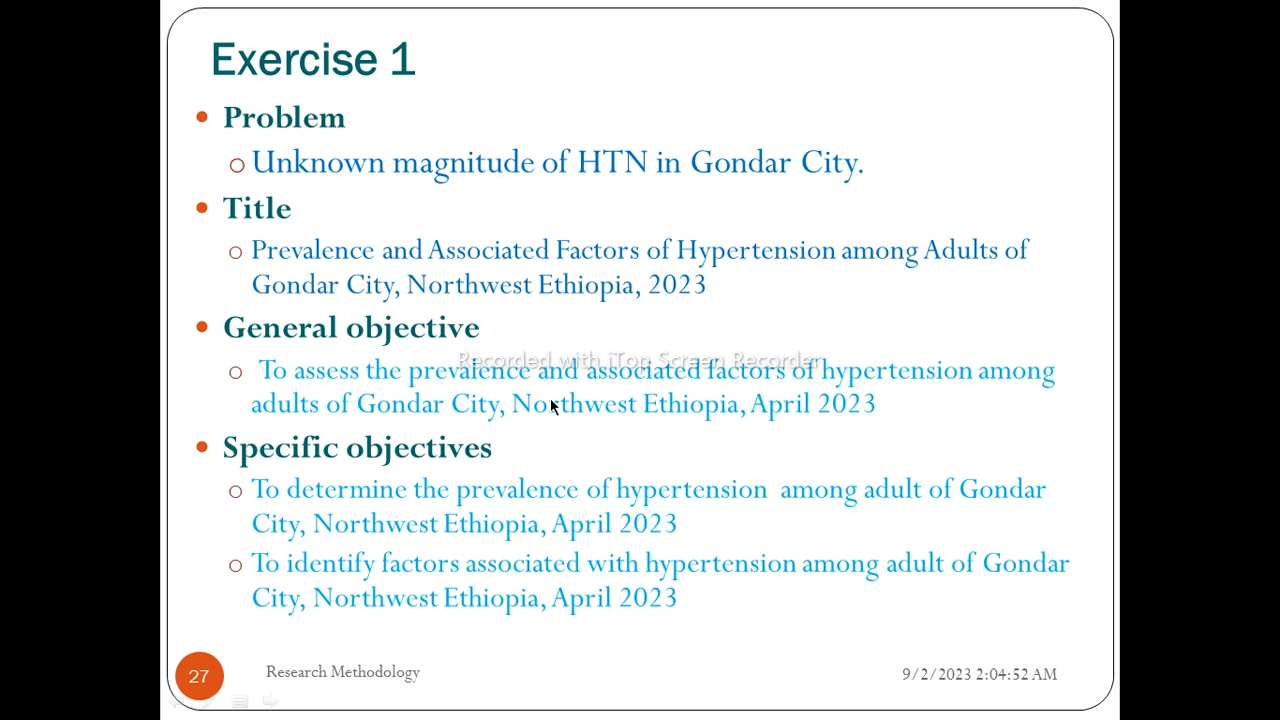 Exercise 1
Problem
Unknown magnitude of HTN in Gondar City.
Title
Prevalence and Associated Factors of Hypertension among Adults of
Gondar City, Northwest Ethiopia, 2023
General objective
Recorded with iTop Screen Recorder
To assess the prevalence and associated factors of hypertension among
adults of Gondar City, Northwest Ethiopia, April 2023
Specific objectives
To determine the prevalence of hypertension among adult of Gondar
City, Northwest Ethiopia, April 2023
To identify factors associated with hypertension among adult of Gondar
City, Northwest Ethiopia, April 2023
27
Research Methodology
9/2/2023 2:04:52 AM